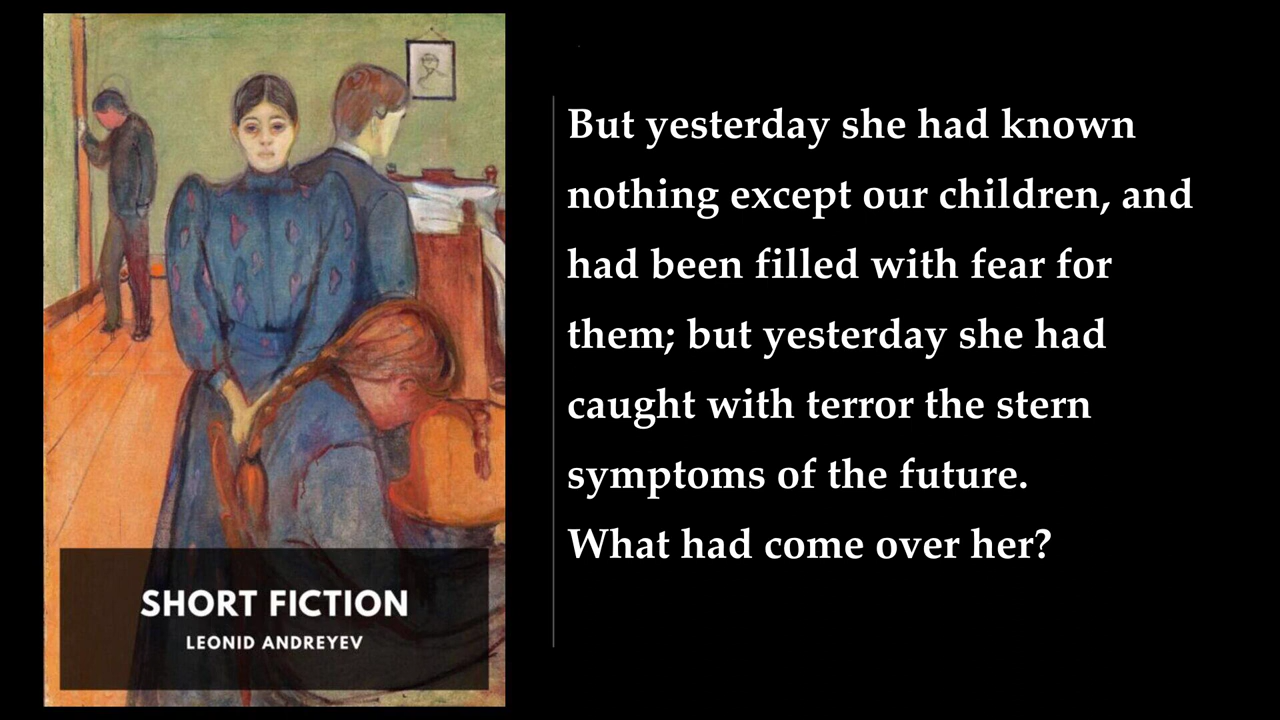 But yesterday she had known
nothing except our children, and
had been filled with fear for
them; but yesterday she had
caught with terror the stern
symptoms of the future.
What had come over her?
SHORT FICTION
LEONID ANDREYEV